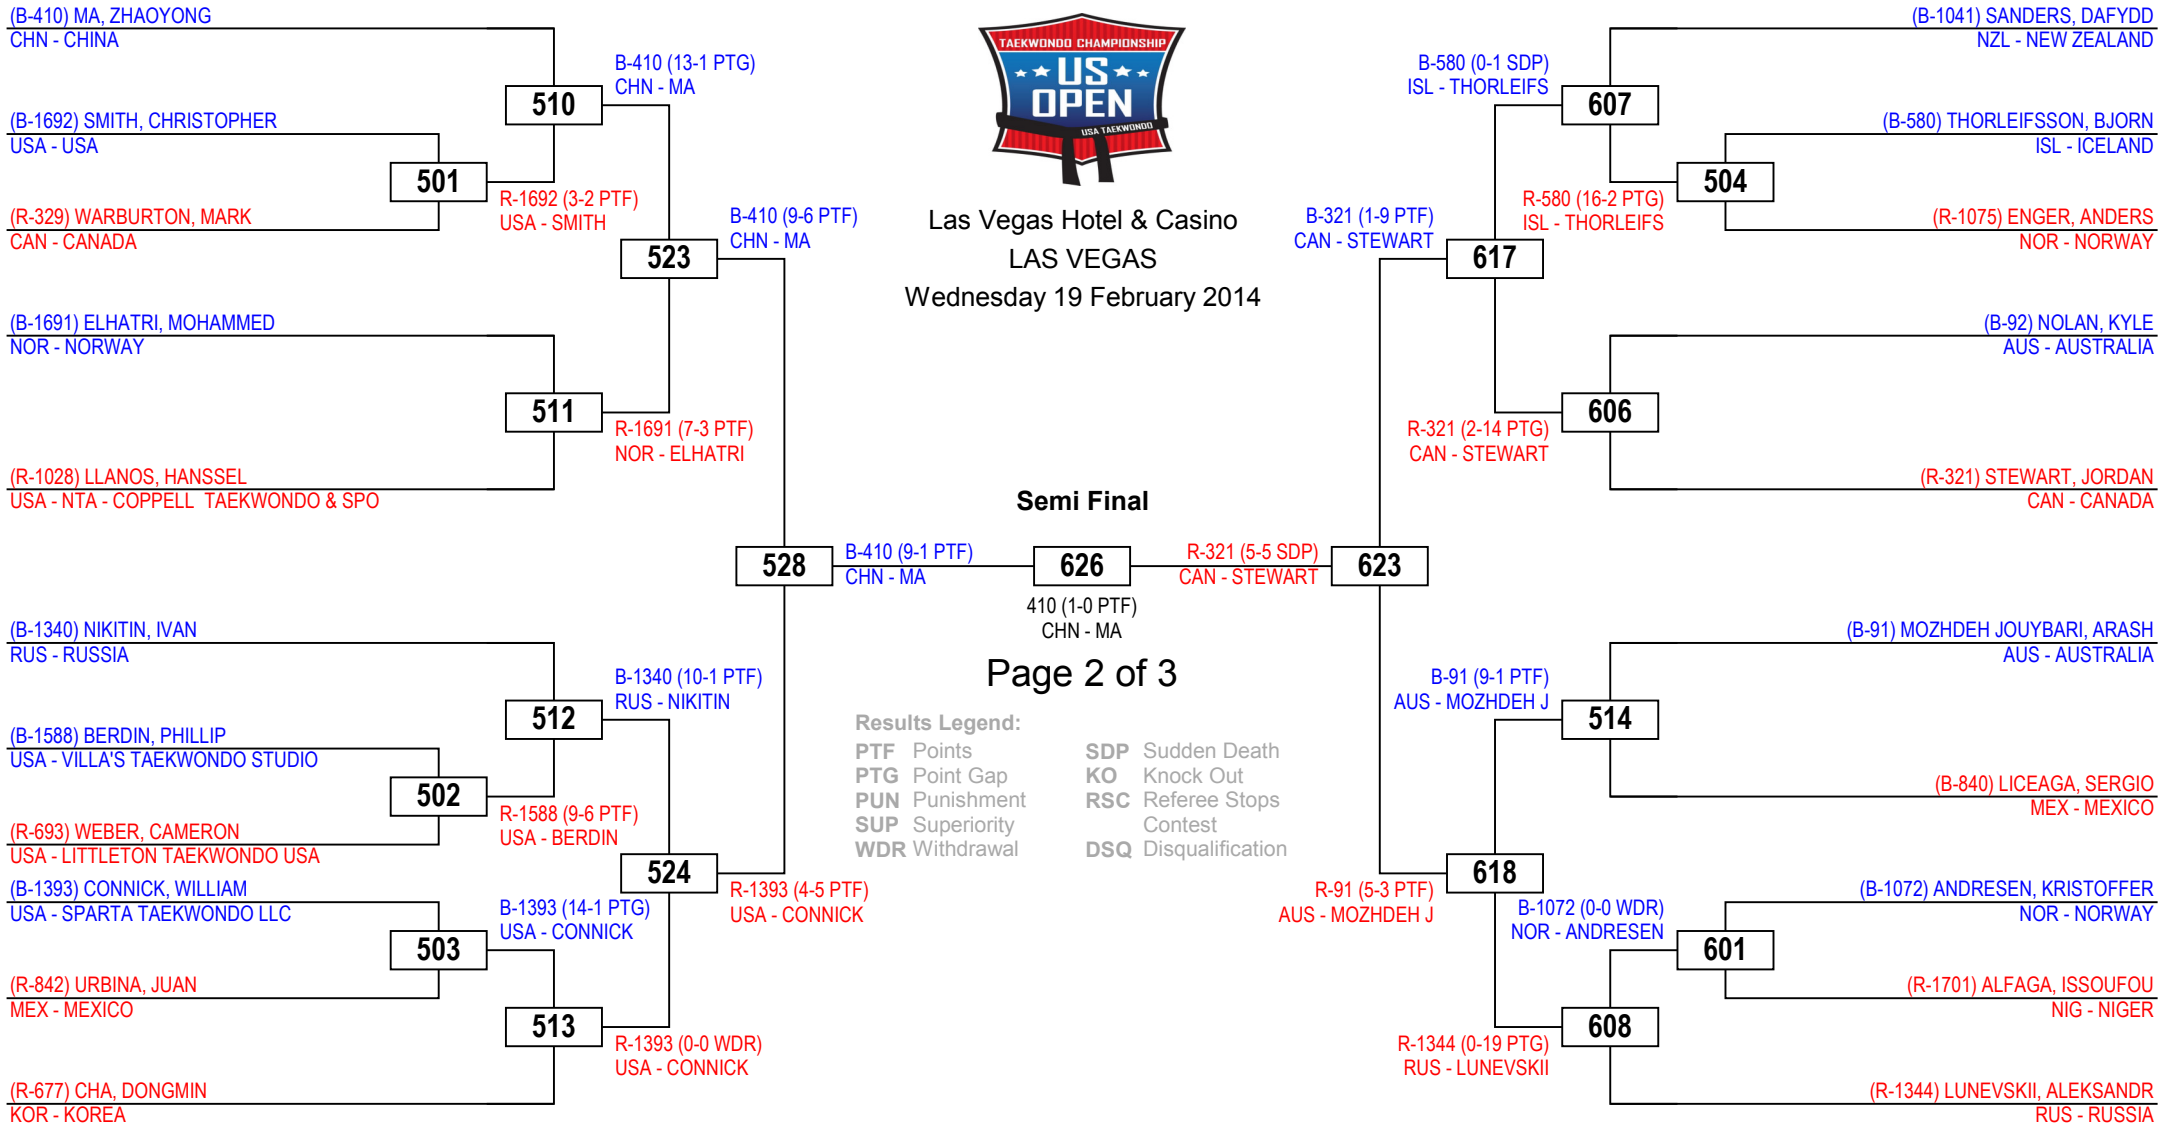 (B-410) MA, ZHAOYONG
CHN - CHINA
(B-1692) SMITH, CHRISTOPHER
USA - USA
(R-329) WARBURTON, MARK
CAN - CANADA
(B-1691) ELHATRI, MOHAMMED
NOR - NORWAY
(R-1028) LLANOS, HANSSEL
USA - NTA - COPPELL TAEKWONDO & SPO
(B-1340) NIKITIN, IVAN
RUS - RUSSIA
(B-1588) BERDIN, PHILLIP
USA - VILLA'S TAEKWONDO STUDIO
(R-693) WEBER, CAMERON
USA - LITTLETON TAEKWONDO USA
(B-1393) CONNICK, WILLIAM
USA - SPARTA TAEKWONDO LLC
(R-842) URBINA, JUAN
MEX - MEXICO
(R-677) CHA, DONGMIN
KOR - KOREA
501
R-1692 (3-2 PTF)
USA - SMITH
502
R-1588 (9-6 PTF)
USA - BERDIN
503
B-1393 (14-1 PTG)
USA - CONNICK
510
B-410 (13-1 PTG)
CHN - MA
511
R-1691 (7-3 PTF)
NOR - ELHATRI
512
B-1340 (10-1 PTF)
RUS - NIKITIN
513
R-1393 (0-0 WDR)
USA - CONNICK
523
B-410 (9-6 PTF)
CHN - MA
524
R-1393 (4-5 PTF)
USA - CONNICK
528
B-410 (9-1 PTF)
CHN - MA
TAEKWONDO CHAMPIONSHIP
US
OPEN
USA TAEKWONDO
Las Vegas Hotel & Casino
LAS VEGAS
Wednesday 19 February 2014
Semi Final
626
410 (1-0 PTF)
CHN - MA
Page 2 of 3
Results Legend:
PTF Points
PTG Point Gap
PUN Punishment
SUP Superiority
WDR Withdrawal
SDP Sudden Death
KO Knock Out
RSC Referee Stops
Contest
DSQ Disqualification
R-321 (5-5 SDP)
CAN - STEWART
623
B-321 (1-9 PTF)
CAN - STEWART
617
R-91 (5-3 PTF)
AUS - MOZHDEH J
618
B-580 (0-1 SDP)
ISL - THORLEIFS
607
R-321 (2-14 PTG)
CAN - STEWART
606
B-91 (9-1 PTF)
AUS - MOZHDEH J
514
R-1344 (0-19 PTG)
RUS - LUNEVSKII
608
R-580 (16-2 PTG)
ISL - THORLEIFS
504
B-1072 (0-0 WDR)
NOR - ANDRESEN
601
(B-1041) SANDERS, DAFYDD
NZL - NEW ZEALAND
(B-580) THORLEIFSSON, BJORN
ISL - ICELAND
(R-1075) ENGER, ANDERS
NOR - NORWAY
(B-92) NOLAN, KYLE
AUS - AUSTRALIA
(R-321) STEWART, JORDAN
CAN - CANADA
(B-91) MOZHDEH JOUYBARI, ARASH
AUS - AUSTRALIA
(B-840) LICEAGA, SERGIO
MEX - MEXICO
(B-1072) ANDRESEN, KRISTOFFER
NOR - NORWAY
(R-1701) ALFAGA, ISSOUFOU
NIG - NIGER
(R-1344) LUNEVSKII, ALEKSANDR
RUS - RUSSIA